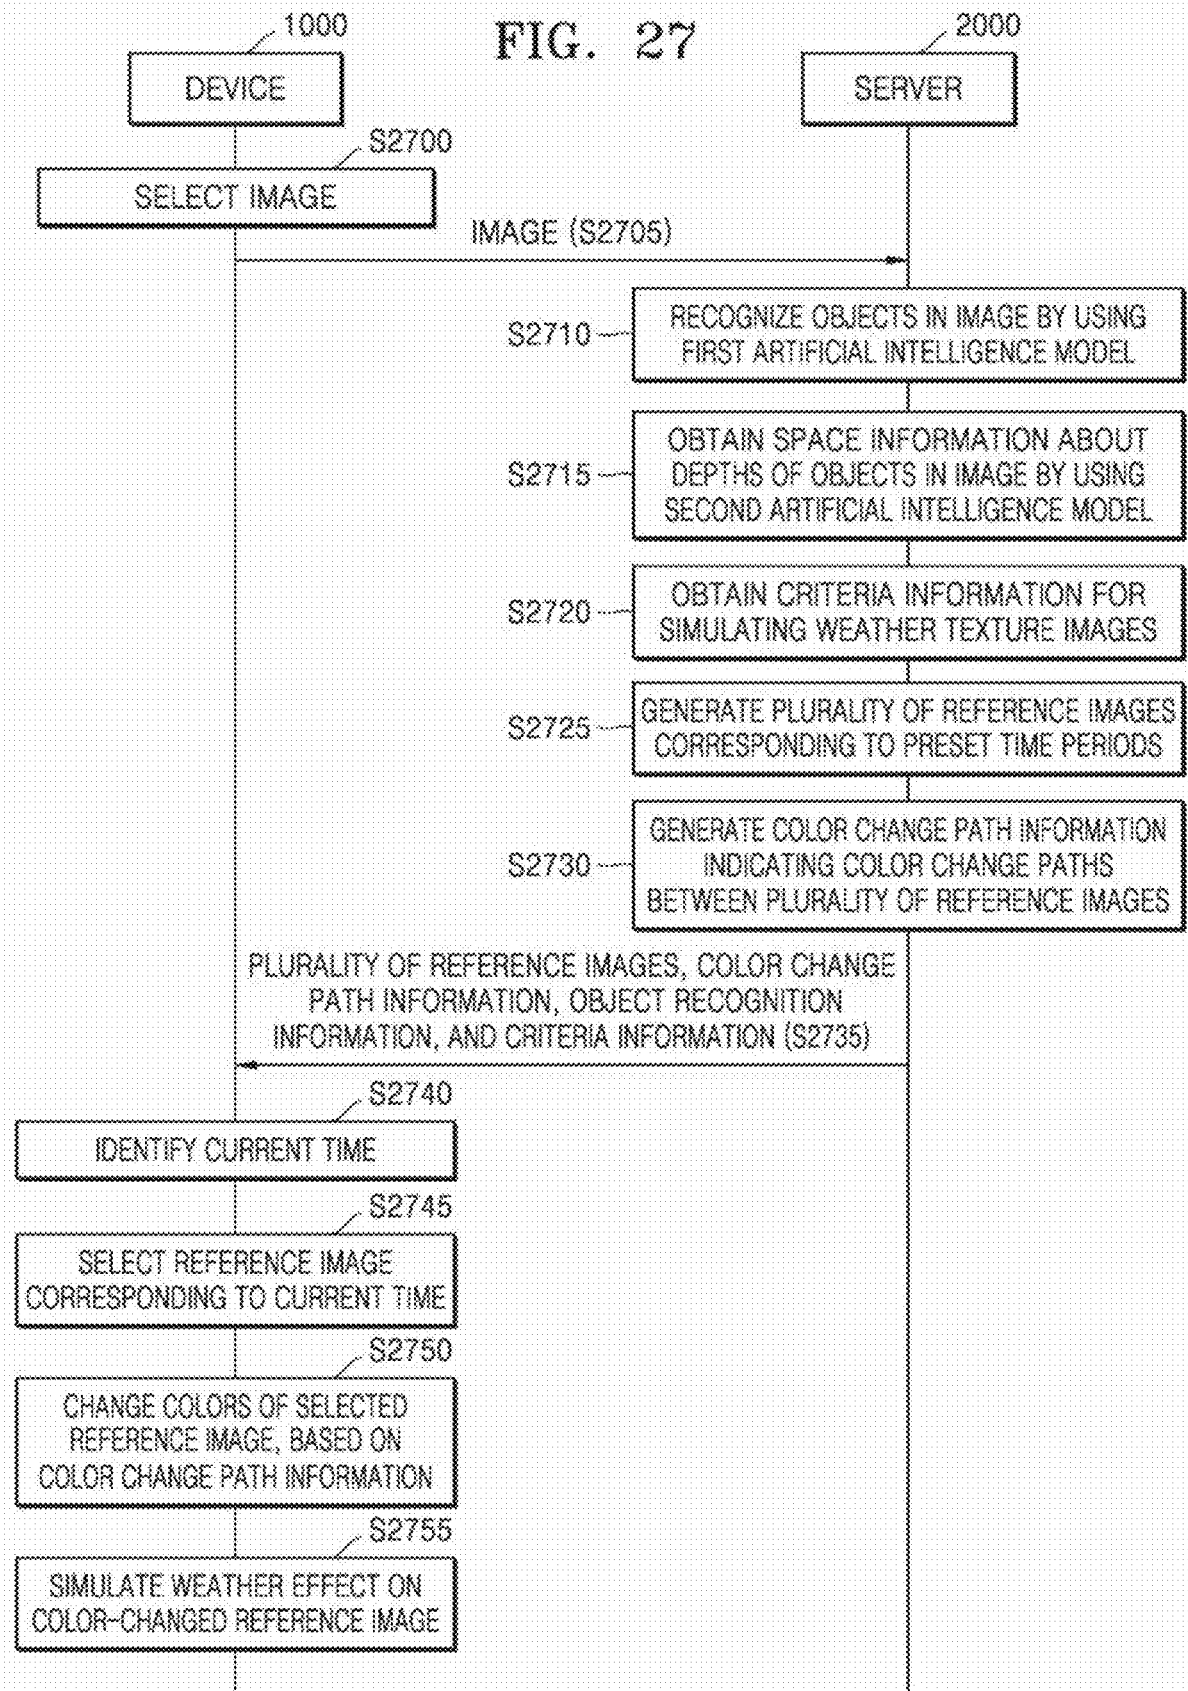 FIG. 27
1000
DEVICE
2000
SERVER
S2700
SELECT IMAGE
IMAGE (S2705)
S2710
RECOGNIZE OBJECTS IN IMAGE BY USING
FIRST ARTIFICIAL INTELLIGENCE MODEL
S2715
OBTAIN SPACE INFORMATION ABOUT
DEPTHS OF OBJECTS IN IMAGE BY USING
SECOND ARTIFICIAL INTELLIGENCE MODEL
S2720
OBTAIN CRITERIA INFORMATION FOR
SIMULATING WEATHER TEXTURE IMAGES
S2725
GENERATE PLURALITY OF REFERENCE IMAGES
CORRESPONDING TO PRESET TIME PERIODS
S2730
GENERATE COLOR CHANGE PATH INFORMATION
INDICATING COLOR CHANGE PATHS
BETWEEN PLURALITY OF REFERENCE IMAGES
PLURALITY OF REFERENCE IMAGES, COLOR CHANGE
PATH INFORMATION, OBJECT RECOGNITION
INFORMATION, AND CRITERIA INFORMATION (S2735)
S2740
IDENTIFY CURRENT TIME
S2745
SELECT REFERENCE IMAGE
CORRESPONDING TO CURRENT TIME
S2750
CHANGE COLORS OF SELECTED
REFERENCE IMAGE, BASED ON
COLOR CHANGE PATH INFORMATION
S2755
SIMULATE WEATHER EFFECT ON
COLOR-CHANGED REFERENCE IMAGE